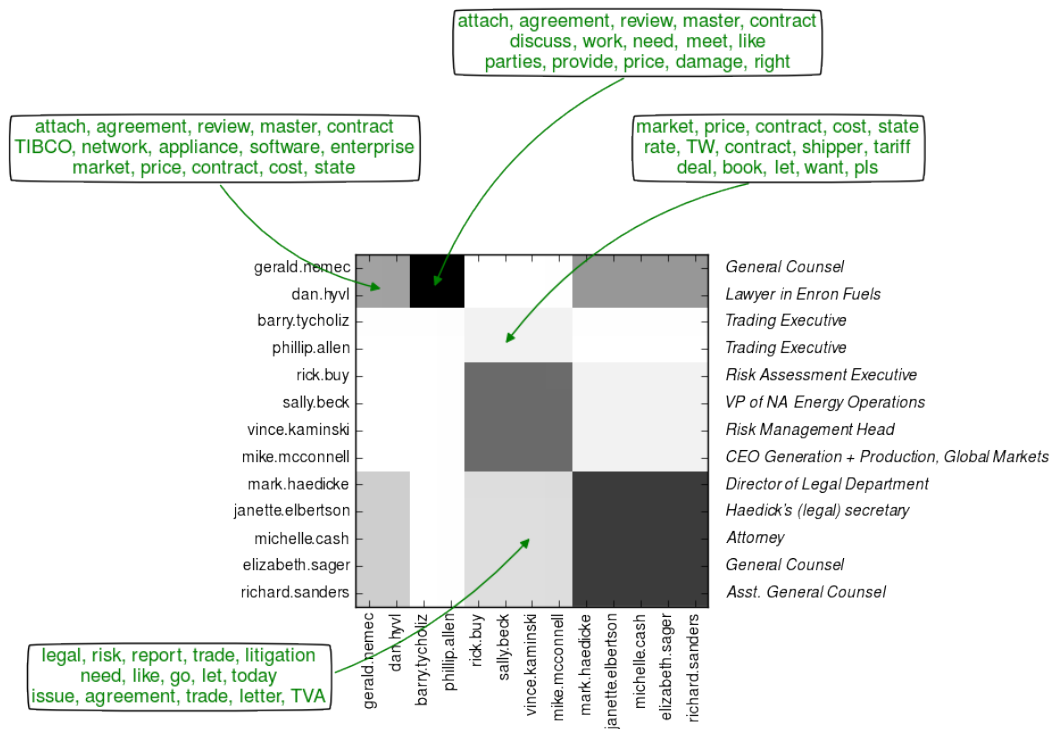 attach, agreement, review, master, contract
discuss, work, need, meet, like
parties, provide, price, damage, right
attach, agreement, review, master, contract
TIBCO, network, appliance, software, enterprise
market, price, contract, cost, state
market, price, contract, cost, state
rate, TW, contract, shipper, tariff
deal, book, let, want, pls
gerald.nemec General Counsel
dan.hyvl Lawyer in Enron Fuels
barry.tycholiz Trading Executive
phillip.allen Trading Executive
rick.buy Risk Assessment Executive
sally.beck VP of NA Energy Operations
vince.kaminski Risk Management Head
mike.mcconnell CEO Generation + Production, Global Markets
mark.haedicke Director of Legal Department
janette.elbertson Haedick's (legal) secretary
michelle.cash Attorney
elizabeth.sager General Counsel
richard.sanders Asst. General Counsel
legal, risk, report, trade, litigation
need, like, go, let, today
issue, agreement, trade, letter, TVA
gerald.nemec
dan.hyvl
barry.tycholiz
phillip.allen
rick.buy
sally.beck
vince.kaminski
mike.mcconnell
mark.haedicke
janette.elbertson
michelle.cash
elizabeth.sager
richard.sanders